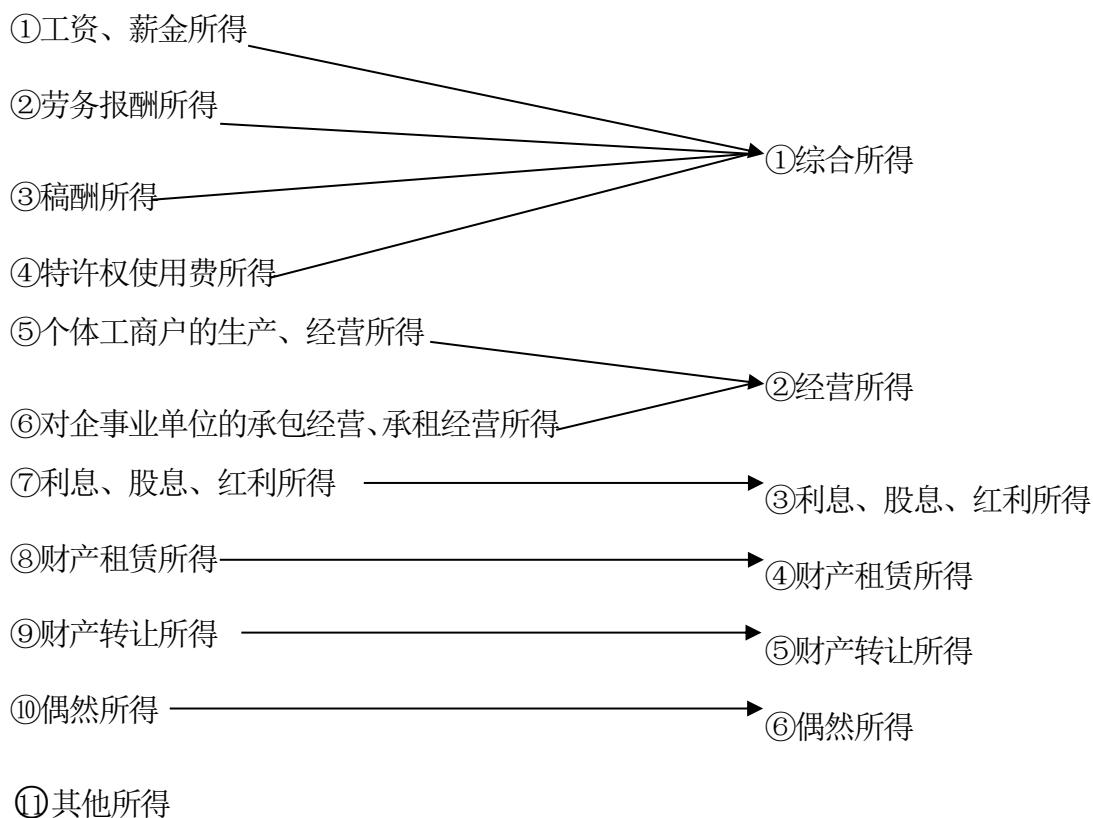 ①工资、薪金所得
②劳务报酬所得
①综合所得
③稿酬所得
④特许权使用费所得
⑤个体工商户的生产、经营所得
②经营所得
⑥对企事业单位的承包经营、承租经营所得
⑦利息、股息、红利所得
③利息、股息、红利所得
⑧财产租赁所得
④财产租赁所得
⑨财产转让所得
⑤财产转让所得
⑩偶然所得
⑥偶然所得
⑪其他所得